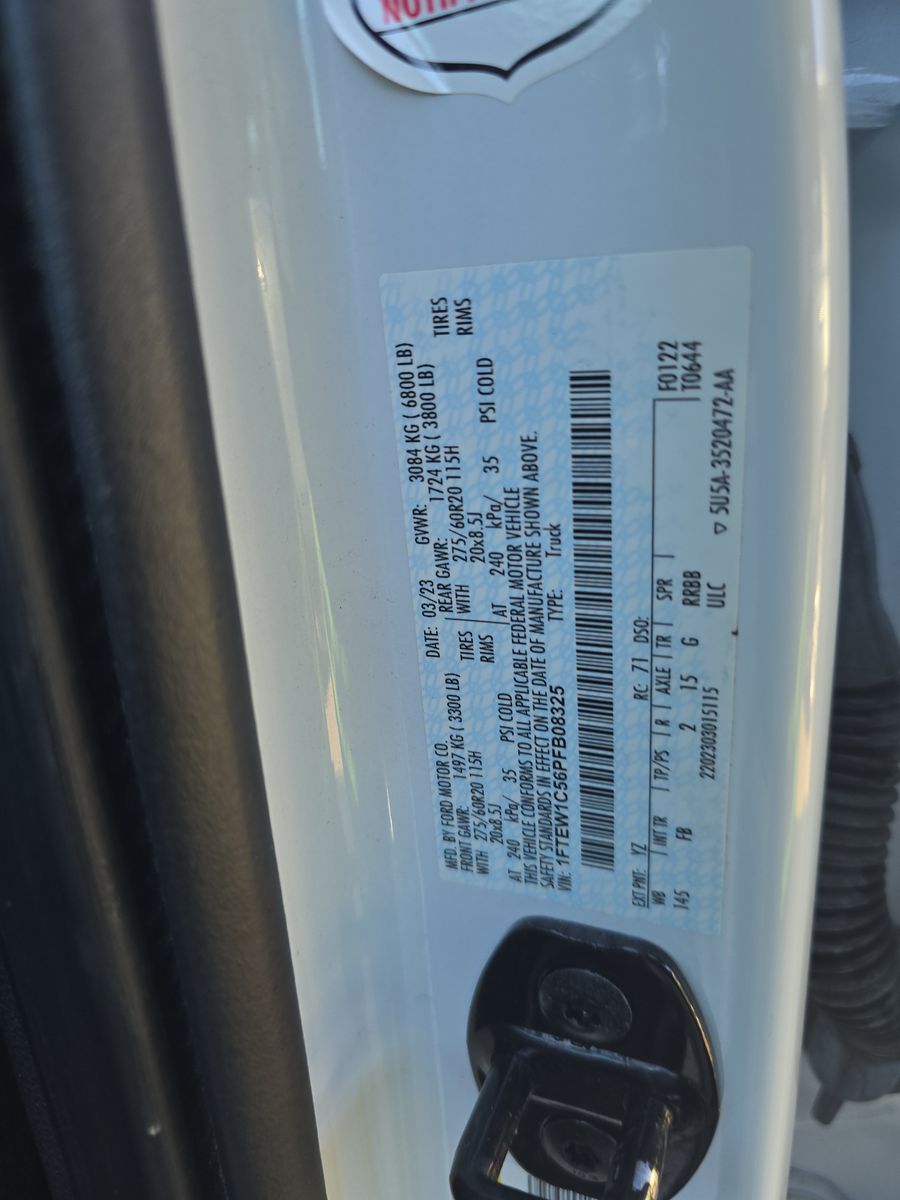 MFD. BY FORD MOTOR CO.
DATE: 03/23 GVWR: 3084 KG ( 6800 LB)
FRONT GAWR: 1497 KG ( 3300 LB)
REAR GAWR: 1724 KG ( 3800 LB)
WITH 275/60R20 115H TIRES
WITH 275/60R20 115H TIRES
20x8.5J RIMS
20x8.5J RIMS
AT 240 kPa/ 35 PSI COLD
AT 240 kPa/ 35 PSI COLD
THIS VEHICLE CONFORMS TO ALL APPLICABLE FEDERAL MOTOR VEHICLE
SAFETY STANDARDS IN EFFECT ON THE DATE OF MANUFACTURE SHOWN ABOVE.
VIN: 1FTEW1C56PFB08325 TYPE: Truck
EXT PNT: YZ RC: 71 DSO:
WB | INT TR | TP/PS | R | AXLE | TR | SPR | F0122
145 FB 2 15 G RRBB T0644
2202303015115 ULC ▽ 5U5A-3520472-AA